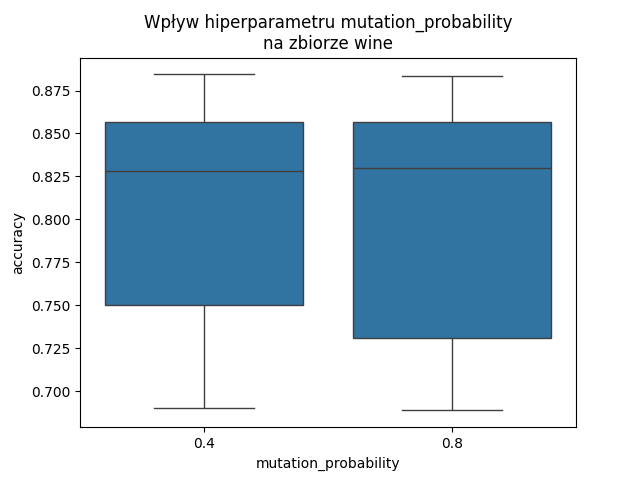 Wpływ hiperparametru mutation_probability
na zbiorze wine
0.875
0.850
0.825
0.800
0.775
0.750
0.725
0.700
accuracy
0.4
0.8
mutation_probability